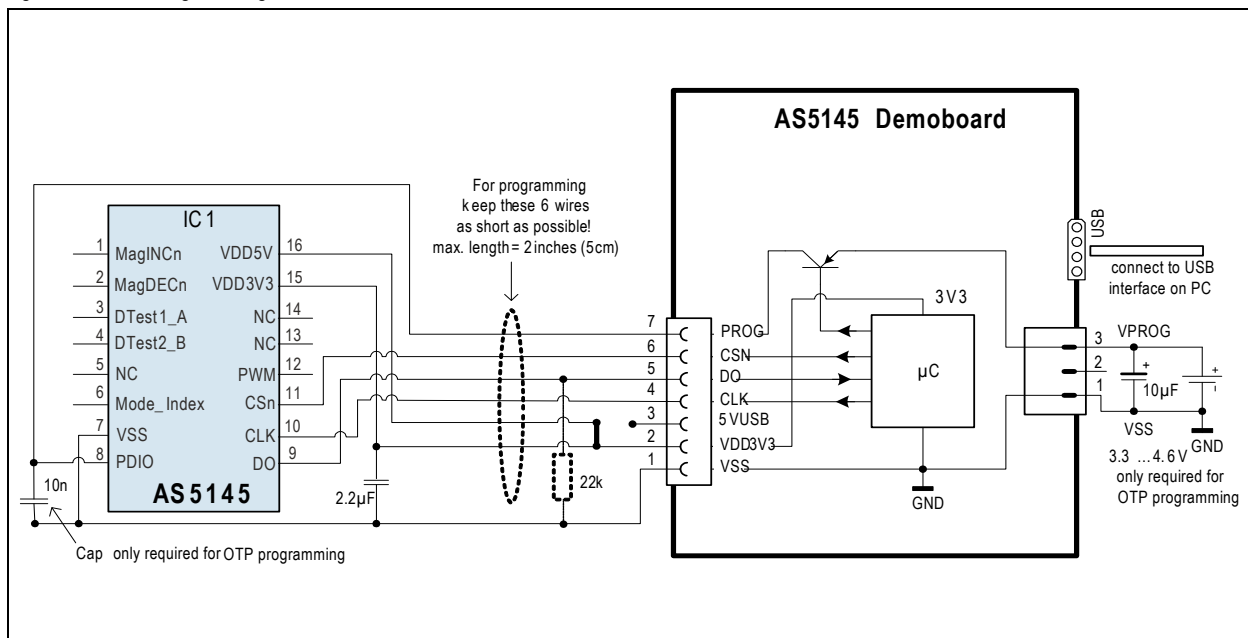 AS5145 Demoboard
For programming
keep these 6 wires
as short as possible!
max. length = 2 inches (5cm)
IC1
1 MagINCn
2 MagDECn
3 DTest1_A
4 DTest2_B
5 NC
6 Mode_Index
7 VSS
8 PDIO
VDD5V 16
VDD3V3 15
NC 14
NC 13
PWM 12
CSn 11
CLK 10
DO 9
AS5145
10n
Cap only required for OTP programming
2.2µF
22k
7 PROG
6 CSN
5 DO
4 CLK
3 5VUSB
2 VDD3V3
1 VSS
3V3
µC
GND
USB
connect to USB
interface on PC
3
2
1
VPROG
+
10µF
+
-
VSS
GND
3.3 ...4.6V
only required for
OTP programming